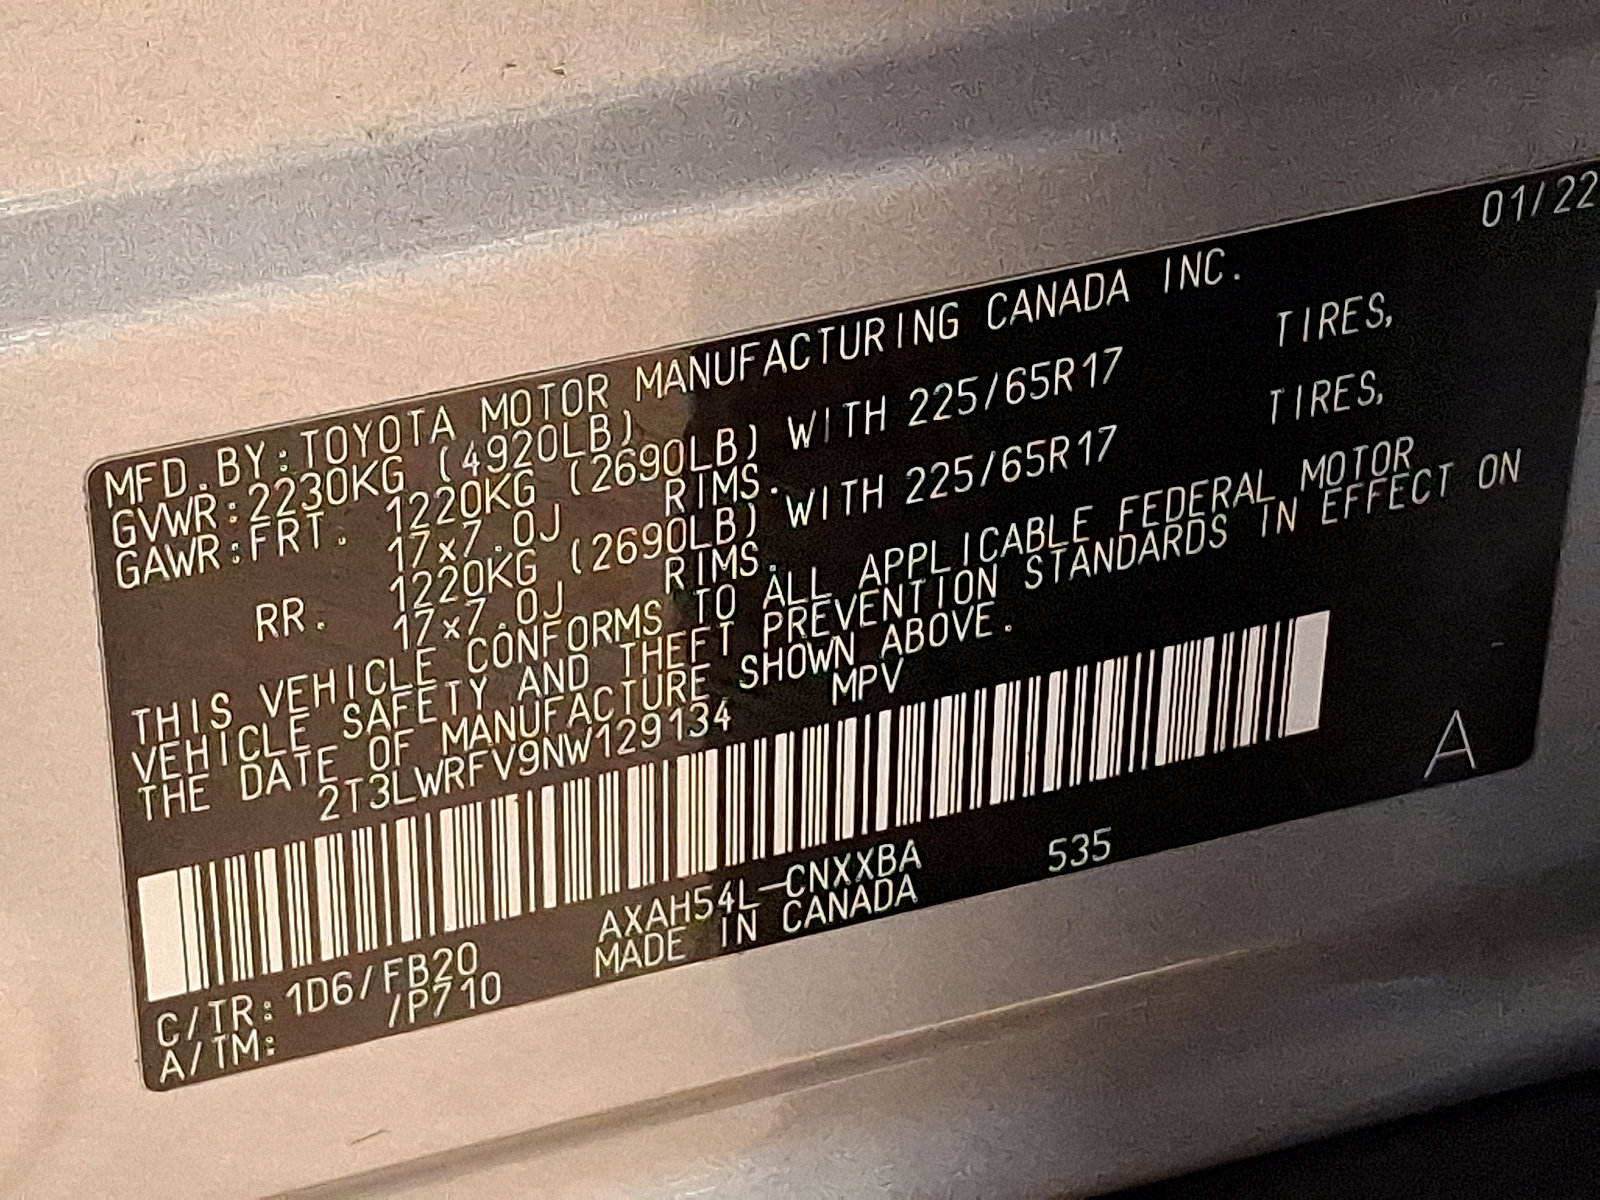 01/22
MFD.BY:TOYOTA MOTOR MANUFACTURING CANADA INC.
GVWR:2230KG (4920LB)
GAWR:FRT. 1220KG (2690LB) WITH 225/65R17 TIRES,
17x7.0J RIMS.
RR. 1220KG (2690LB) WITH 225/65R17 TIRES,
17x7.0J RIMS.
THIS VEHICLE CONFORMS TO ALL APPLICABLE FEDERAL MOTOR
VEHICLE SAFETY AND THEFT PREVENTION STANDARDS IN EFFECT ON
THE DATE OF MANUFACTURE SHOWN ABOVE.
2T3LWRFV9NW129134 MPV
A
C/TR:1D6/FB20 AXAH54L-CNXXBA 535
A/TM: /P710 MADE IN CANADA